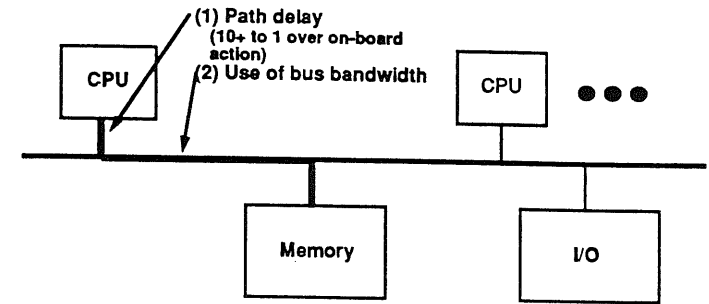 (1) Path delay
(10+ to 1 over on-board
action)
(2) Use of bus bandwidth
CPU
CPU
Memory
I/O